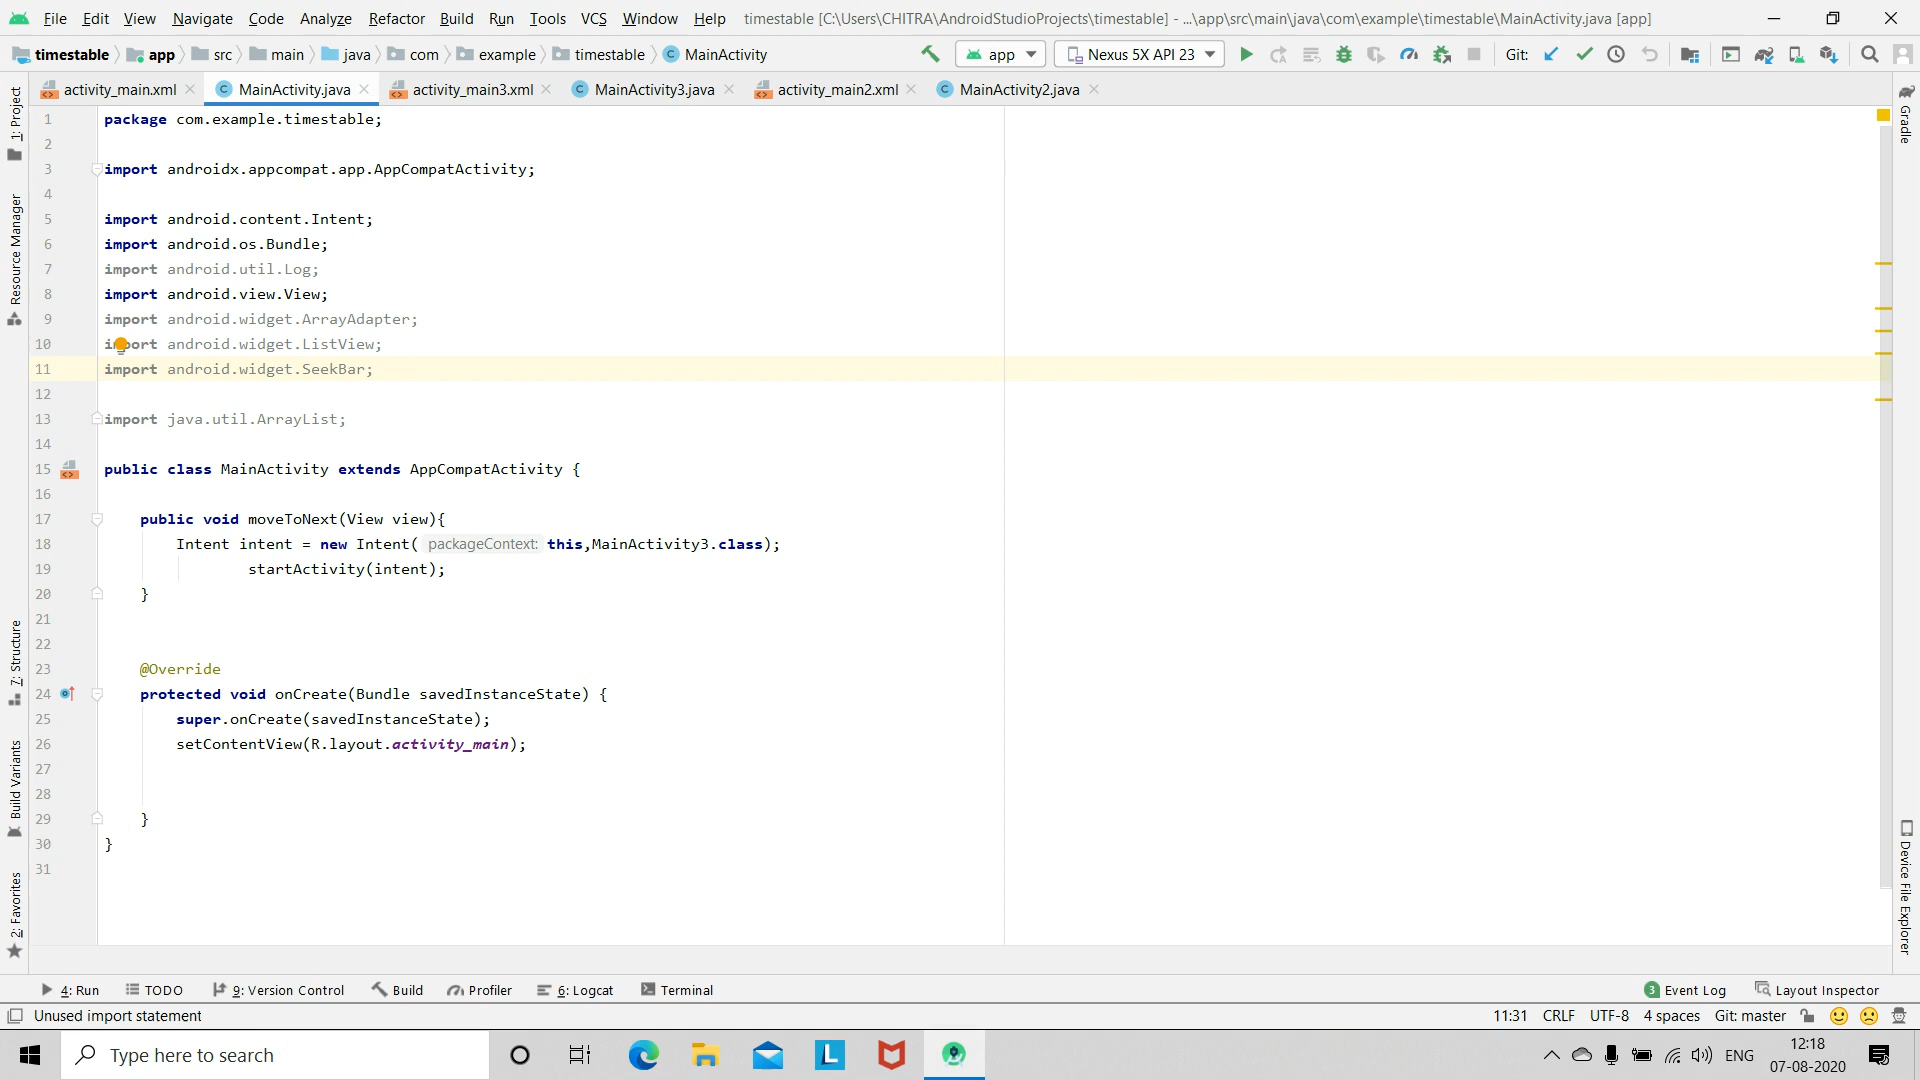 File Edit View Navigate Code Analyze Refactor Build Run Tools VCS Window Help timestable [C:\Users\CHITRA\AndroidStudioProjects\timestable] - ...\app\src\main\java\com\example\timestable\MainActivity.java [app]
timestable app src main java com example timestable MainActivity app Nexus 5X API 23 Git:
activity_main.xml MainActivity.java activity_main3.xml MainActivity3.java activity_main2.xml MainActivity2.java
1: Project
Resource Manager
7: Structure
Build Variants
2: Favorites
1 package com.example.timestable;
2
3 import androidx.appcompat.app.AppCompatActivity;
4
5 import android.content.Intent;
6 import android.os.Bundle;
7 import android.util.Log;
8 import android.view.View;
9 import android.widget.ArrayAdapter;
10 import android.widget.ListView;
11 import android.widget.SeekBar;
12
13 import java.util.ArrayList;
14
15 public class MainActivity extends AppCompatActivity {
16
17 public void moveToNext(View view){
18 Intent intent = new Intent( packageContext: this,MainActivity3.class);
19 startActivity(intent);
20 }
21
22
23 @Override
24 protected void onCreate(Bundle savedInstanceState) {
25 super.onCreate(savedInstanceState);
26 setContentView(R.layout.activity_main);
27
28
29 }
30 }
31
Gradle
Device File Explorer
4: Run TODO 9: Version Control Build Profiler 6: Logcat Terminal 3 Event Log Layout Inspector
Unused import statement 11:31 CRLF UTF-8 4 spaces Git: master
Type here to search L ENG 12:18
07-08-2020